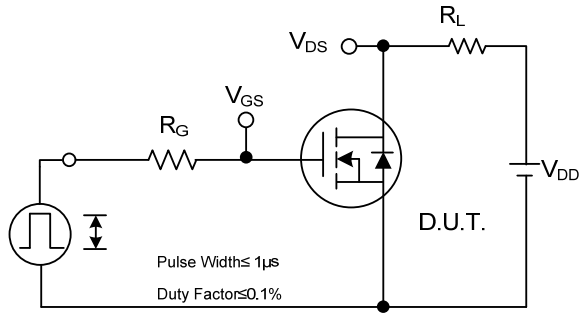 V_DS
R_L
V_GS
R_G
V_DD
D.U.T.
Pulse Width≤ 1μs
Duty Factor≤0.1%